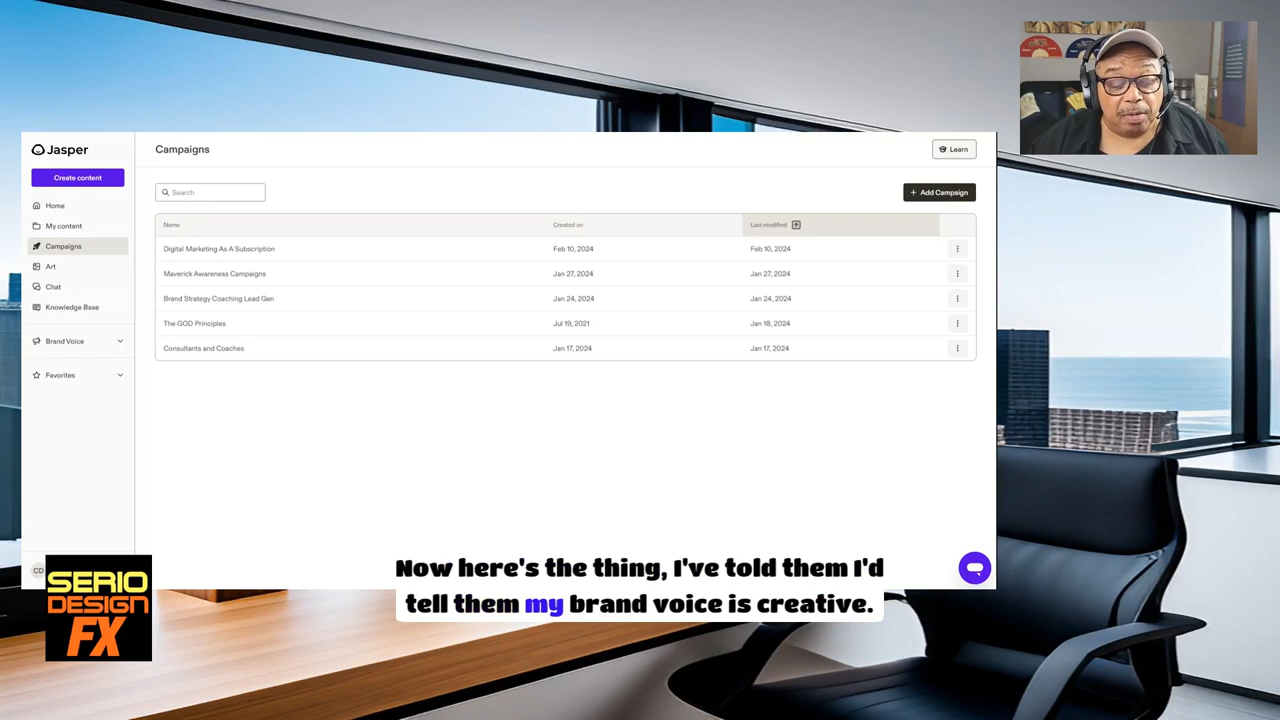 Jasper
Campaigns
Learn
Create content
Search
+ Add Campaign
Home
My content
Campaigns
Art
Chat
Knowledge Base
Brand Voice
Favorites
Name Created on Last modified
Digital Marketing As A Subscription Feb 10, 2024 Feb 10, 2024
Maverick Awareness Campaigns Jan 27, 2024 Jan 27, 2024
Brand Strategy Coaching Lead Gen Jan 24, 2024 Jan 24, 2024
The GOD Principles Jul 19, 2021 Jan 18, 2024
Consultants and Coaches Jan 17, 2024 Jan 17, 2024
CD
SERIO
DESIGN
FX
Now here's the thing, I've told them I'd
tell them my brand voice is creative.